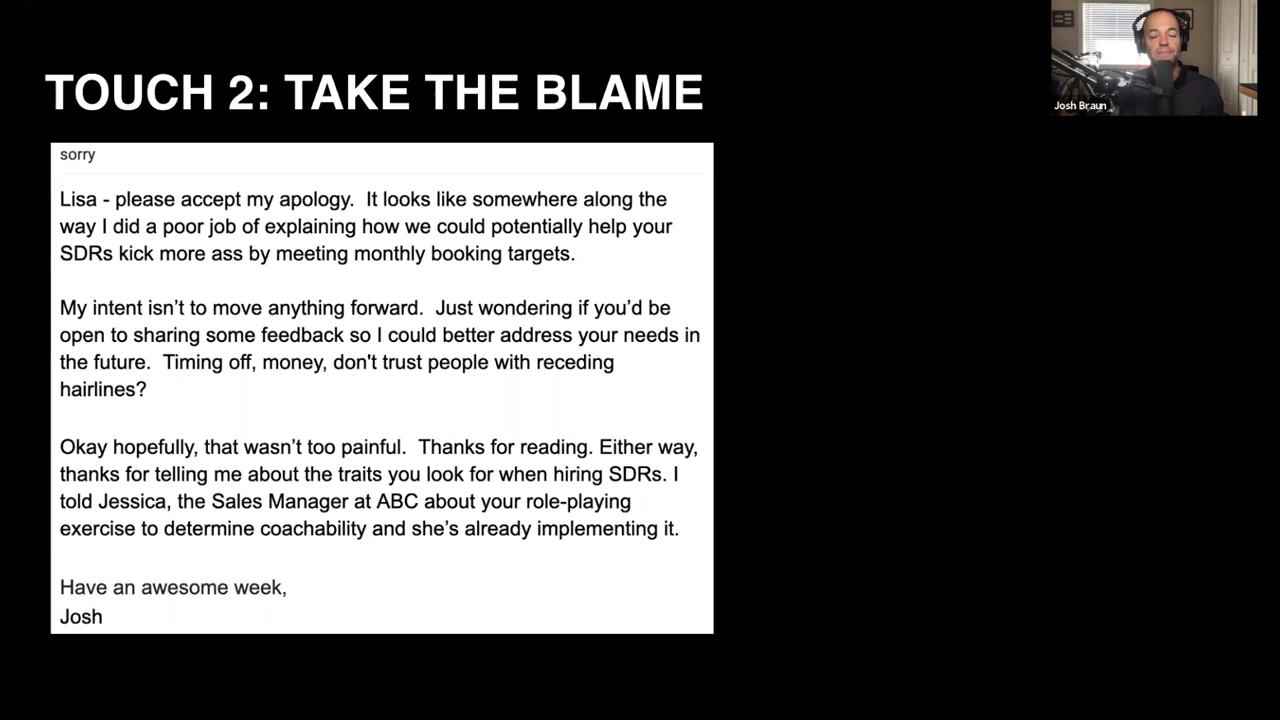 TOUCH 2: TAKE THE BLAME
Josh Braun
sorry
Lisa - please accept my apology.  It looks like somewhere along the
way I did a poor job of explaining how we could potentially help your
SDRs kick more ass by meeting monthly booking targets.
My intent isn’t to move anything forward.  Just wondering if you’d be
open to sharing some feedback so I could better address your needs in
the future.  Timing off, money, don't trust people with receding
hairlines?
Okay hopefully, that wasn’t too painful.  Thanks for reading. Either way,
thanks for telling me about the traits you look for when hiring SDRs. I
told Jessica, the Sales Manager at ABC about your role-playing
exercise to determine coachability and she’s already implementing it.
Have an awesome week,
Josh